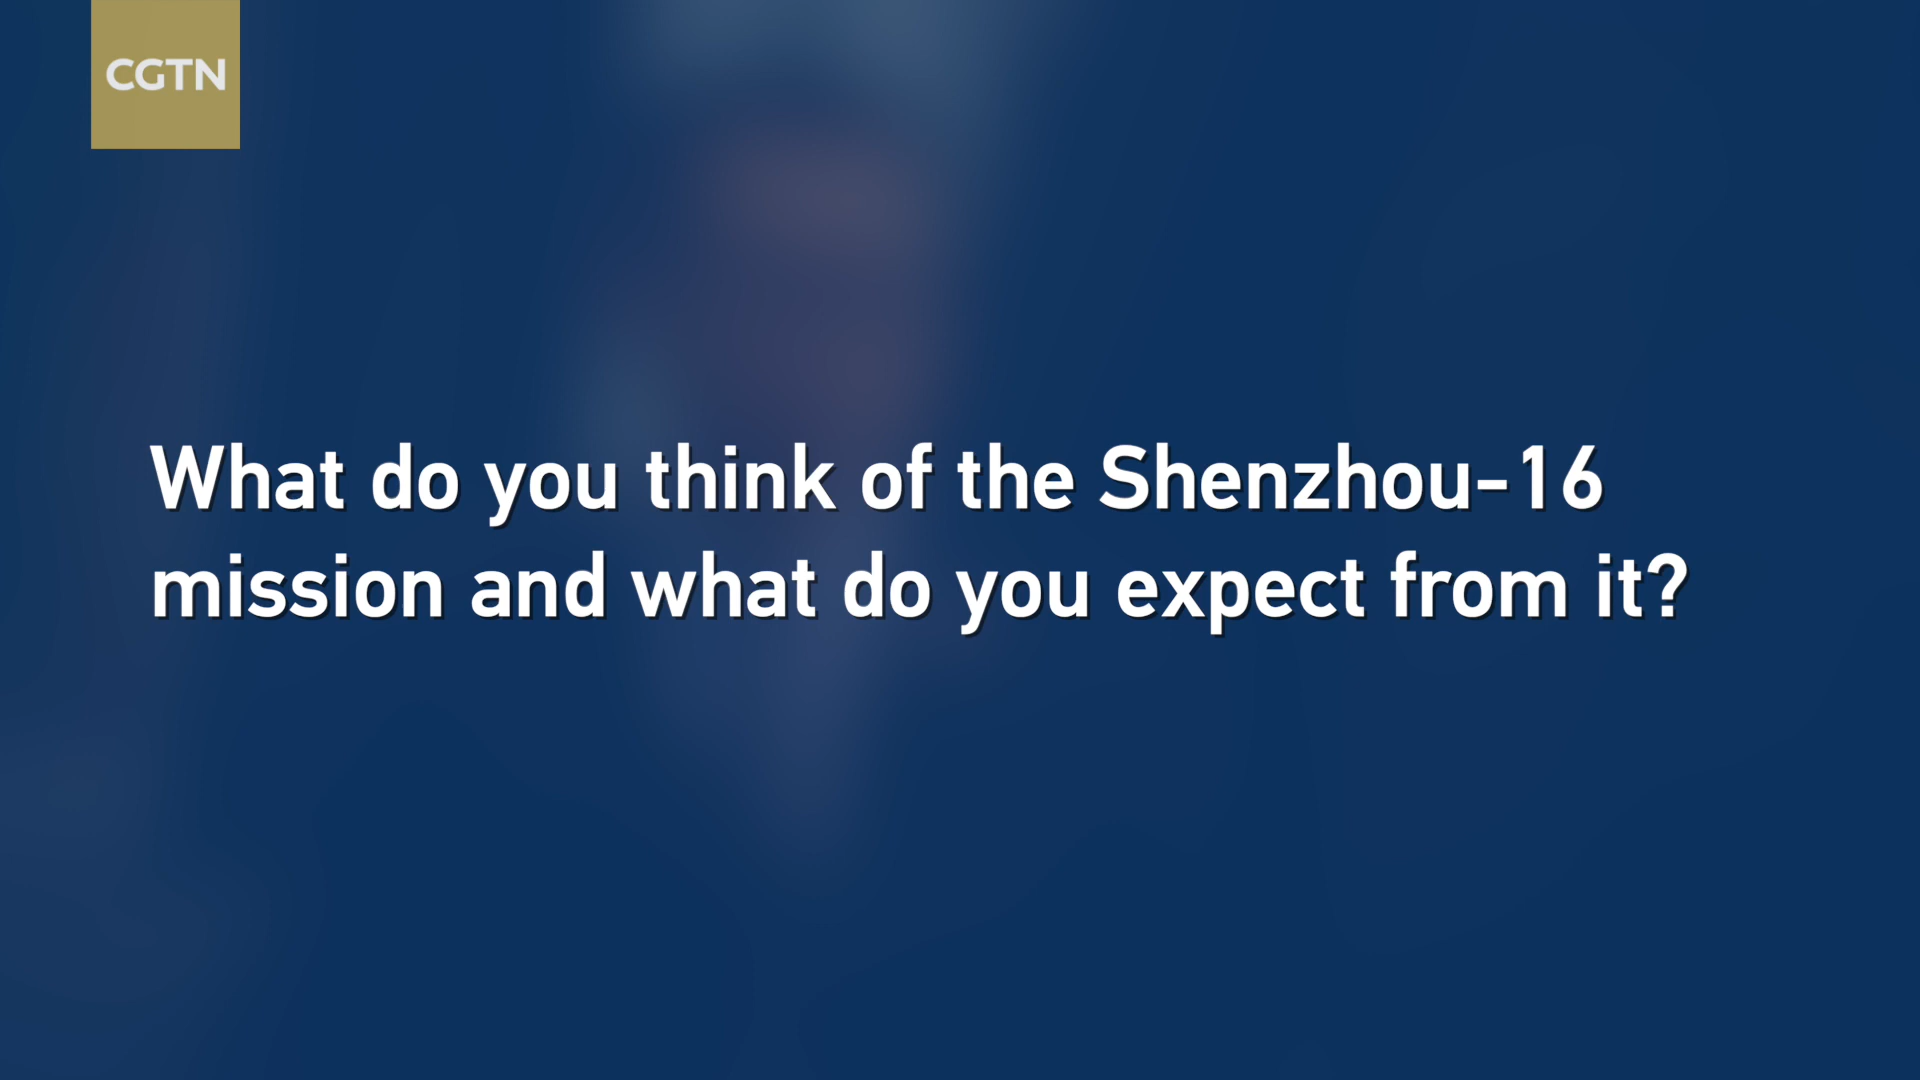 CGTN
What do you think of the Shenzhou-16
mission and what do you expect from it?